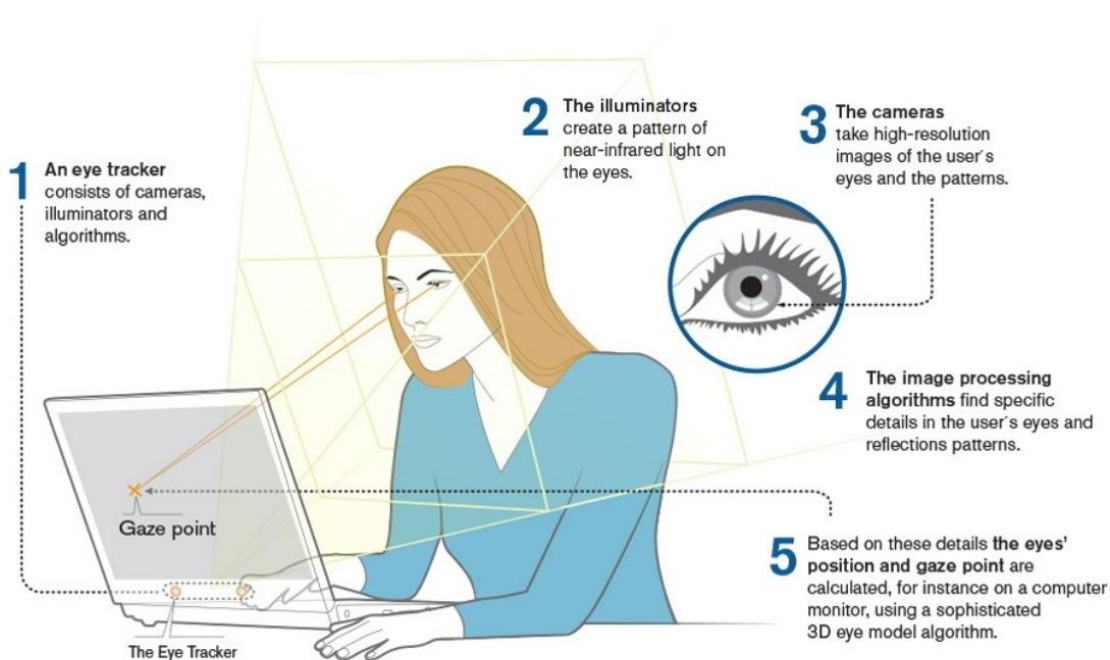 1
An eye tracker
consists of cameras,
illuminators and
algorithms.
2
The illuminators
create a pattern of
near-infrared light on
the eyes.
3
The cameras
take high-resolution
images of the user´s
eyes and the patterns.
4
The image processing
algorithms find specific
details in the user´s eyes and
reflections patterns.
5
Based on these details the eyes’
position and gaze point are
calculated, for instance on a computer
monitor, using a sophisticated
3D eye model algorithm.
Gaze point
The Eye Tracker